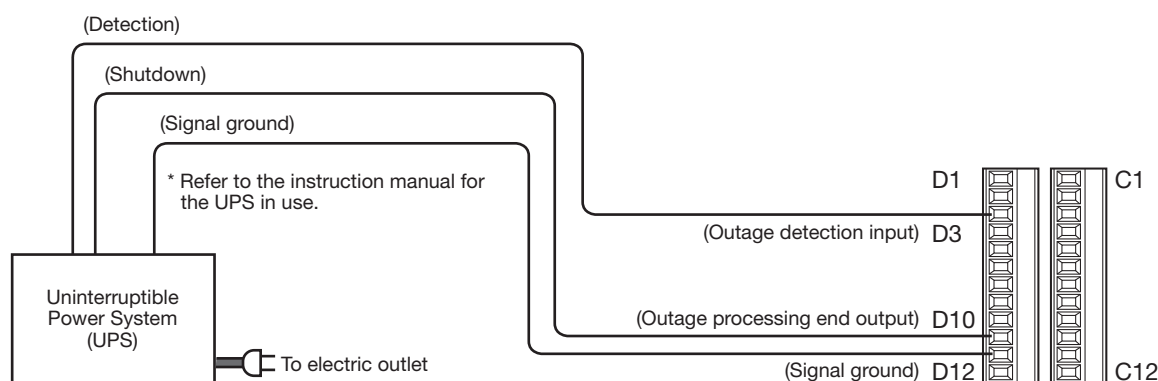 (Detection)
(Shutdown)
(Signal ground)
* Refer to the instruction manual for
the UPS in use.
D1
C1
(Outage detection input) D3
Uninterruptible
Power System
(UPS)
(Outage processing end output) D10
To electric outlet
(Signal ground) D12
C12